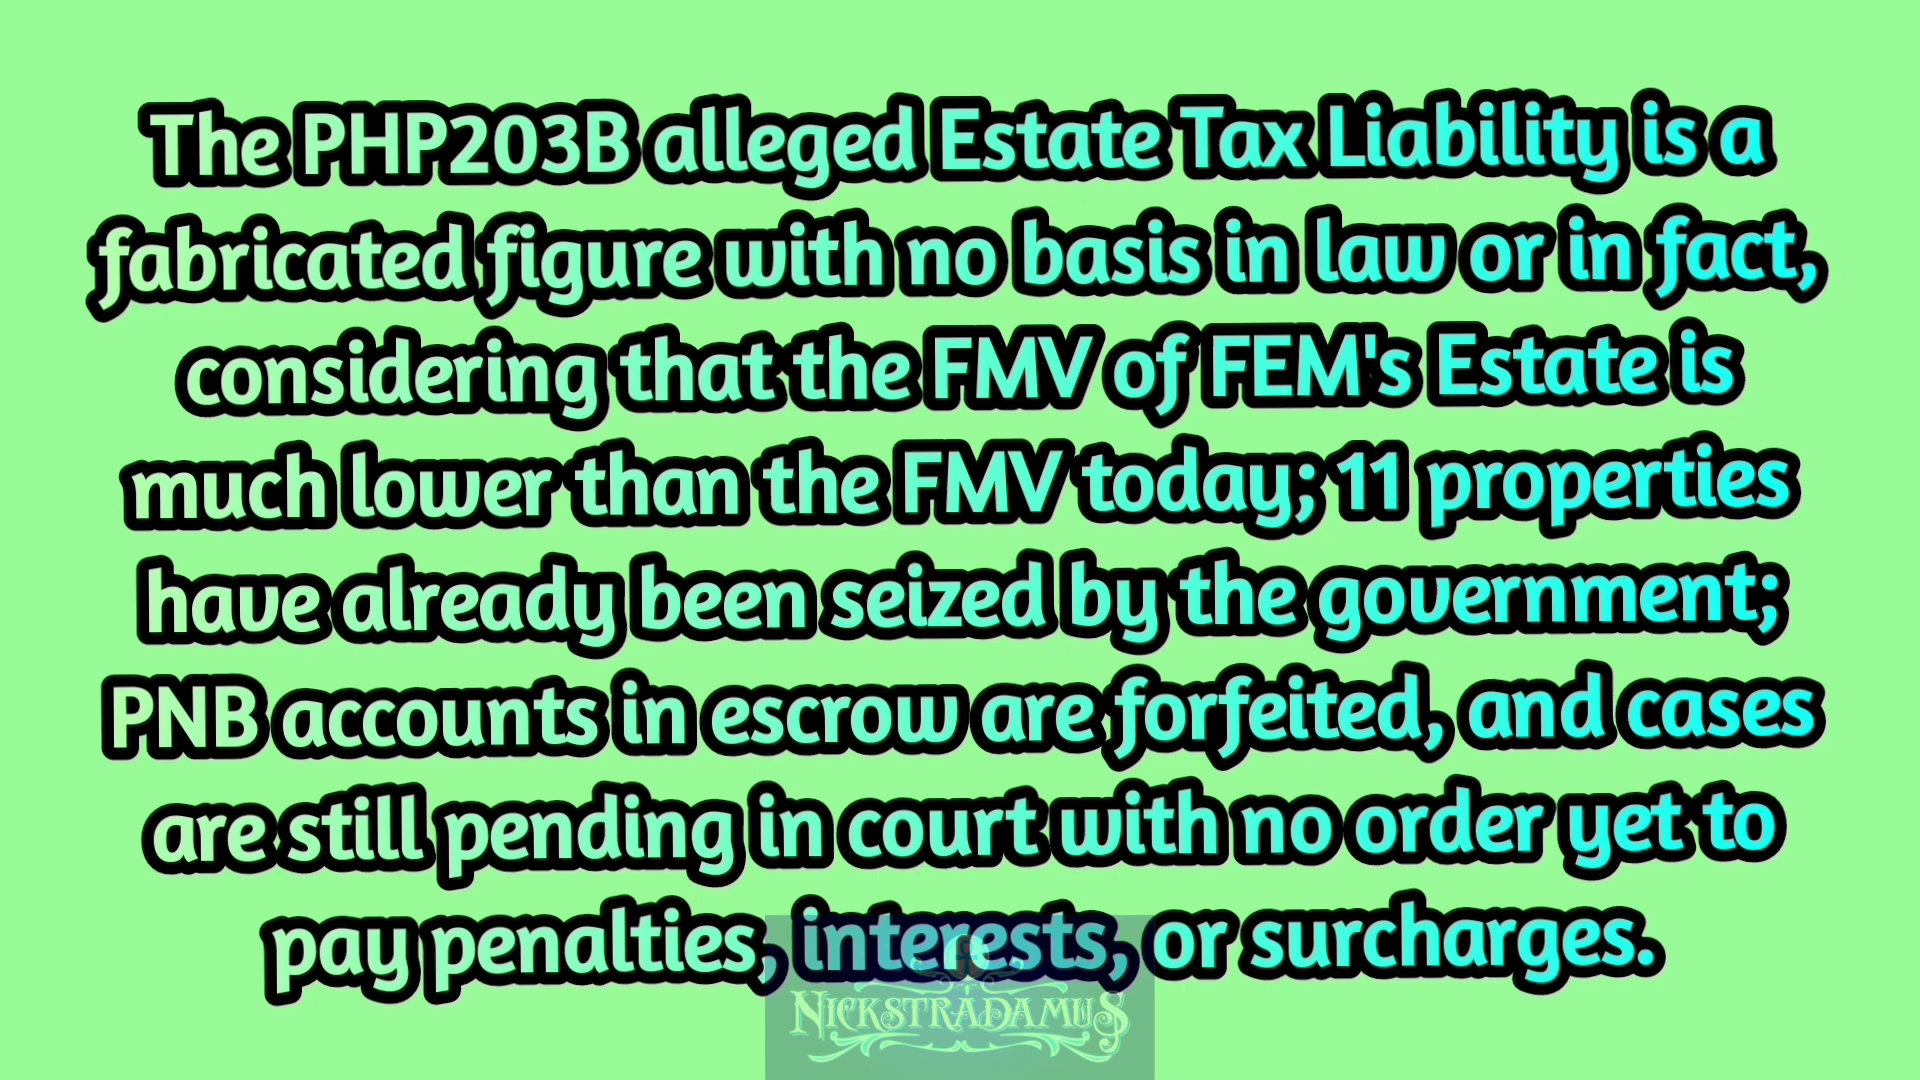 The PHP203B alleged Estate Tax Liability is a
fabricated figure with no basis in law or in fact,
considering that the FMV of FEM's Estate is
much lower than the FMV today; 11 properties
have already been seized by the government;
PNB accounts in escrow are forfeited, and cases
are still pending in court with no order yet to
pay penalties, interests, or surcharges.
NICKSTRADAMUS